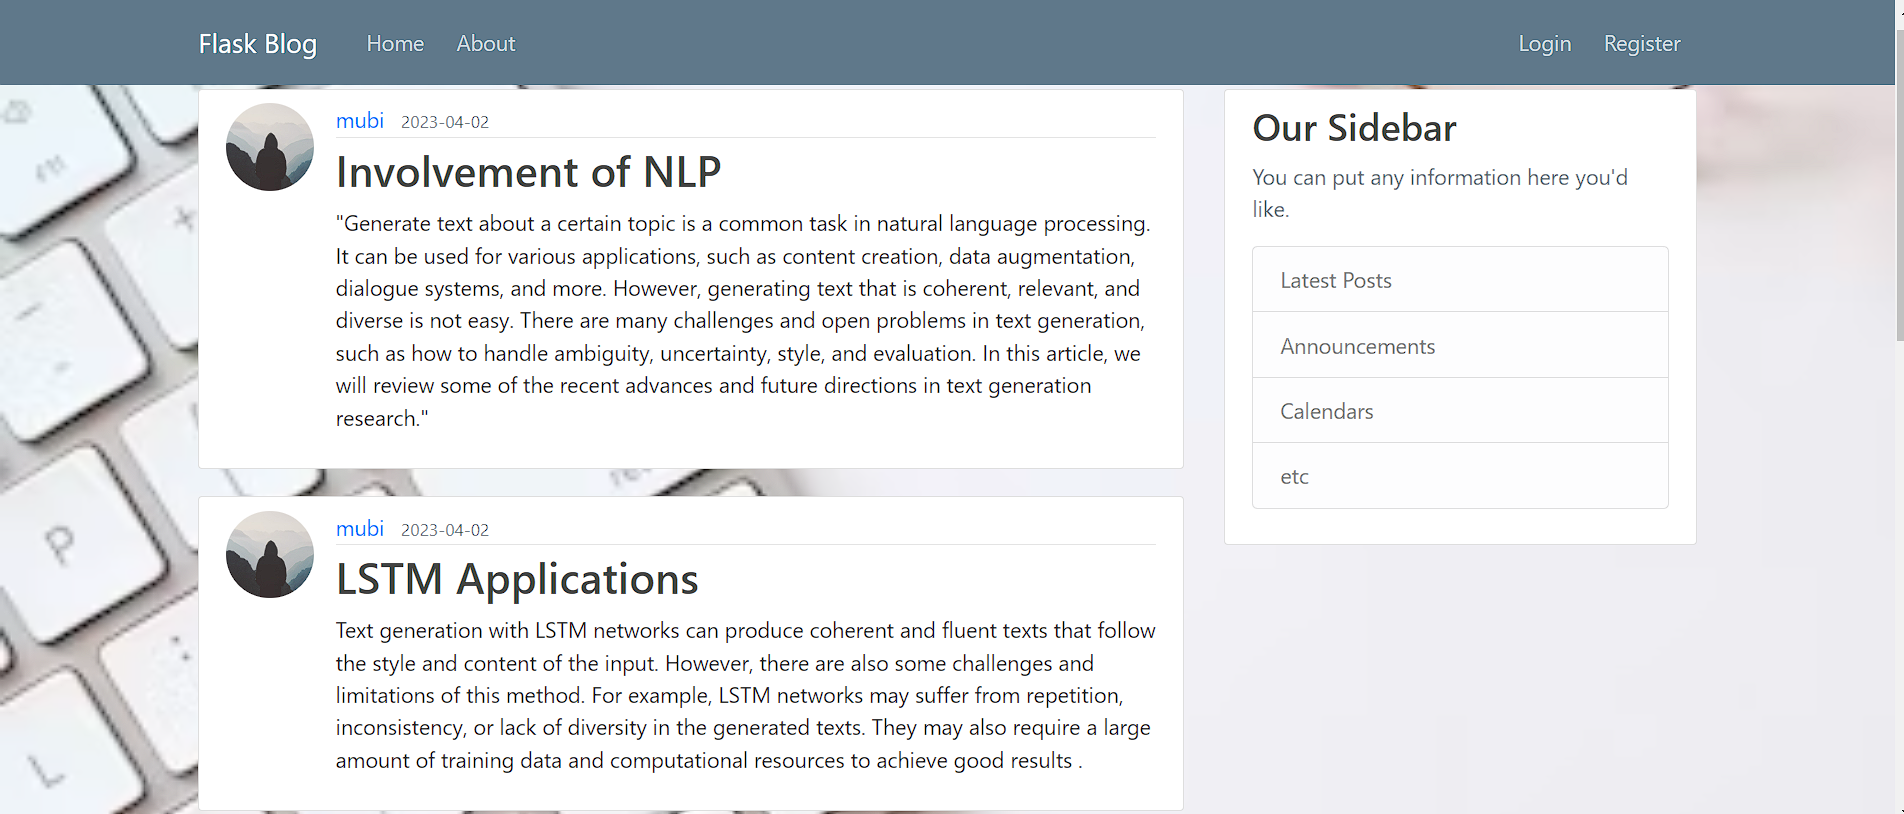 Flask Blog Home About Login Register
mubi 2023-04-02
Involvement of NLP
"Generate text about a certain topic is a common task in natural language processing.
It can be used for various applications, such as content creation, data augmentation,
dialogue systems, and more. However, generating text that is coherent, relevant, and
diverse is not easy. There are many challenges and open problems in text generation,
such as how to handle ambiguity, uncertainty, style, and evaluation. In this article, we
will review some of the recent advances and future directions in text generation
research."
mubi 2023-04-02
LSTM Applications
Text generation with LSTM networks can produce coherent and fluent texts that follow
the style and content of the input. However, there are also some challenges and
limitations of this method. For example, LSTM networks may suffer from repetition,
inconsistency, or lack of diversity in the generated texts. They may also require a large
amount of training data and computational resources to achieve good results .
Our Sidebar
You can put any information here you'd
like.
Latest Posts
Announcements
Calendars
etc
P
L